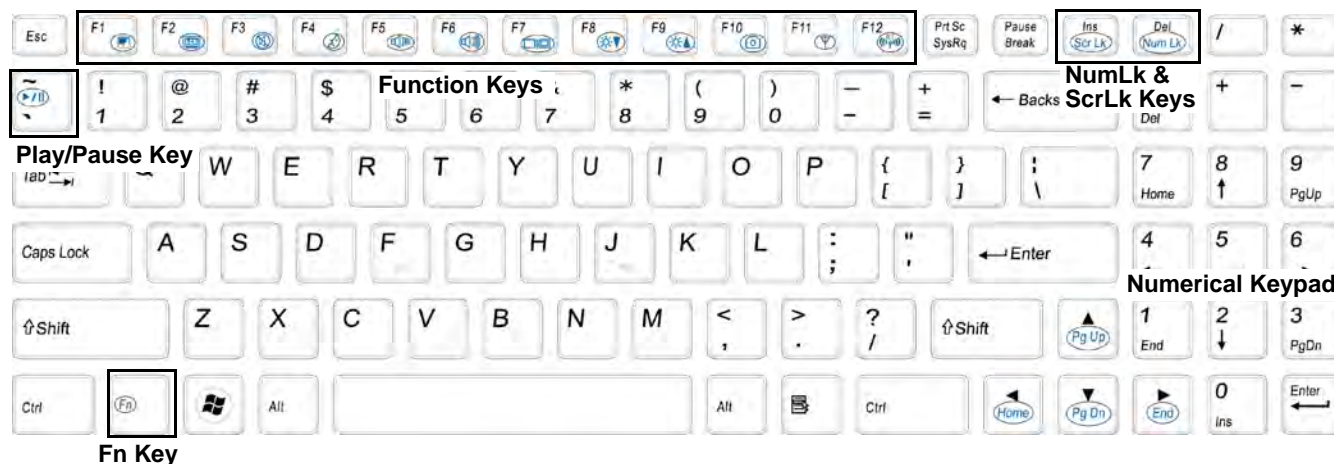 Esc F1 F2 F3 F4 F5 F6 F7 F8 F9 F10 F11 F12 Prt Sc SysRq Pause Break Ins Scr Lk Del Num Lk / *
~ ` ! 1 @ 2 # 3 $ 4 5 6 7 * 8 ( 9 ) 0 — – + = ← Backs Del + –
Function Keys
NumLk &
ScrLk Keys
Play/Pause Key
Tab W E R T Y U I O P { [ } ] ¦ \ 7 Home 8 ↑ 9 PgUp
Caps Lock A S D F G H J K L : ; " ' ↵ Enter 4 5 6
Numerical Keypad
⇧ Shift Z X C V B N M < , > . ? / ⇧ Shift ▲ Pg Up 1 End 2 ↓ 3 PgDn
Ctrl Fn Alt Alt Ctrl ◄ Home ▼ Pg Dn ► End 0 Ins Enter
Fn Key